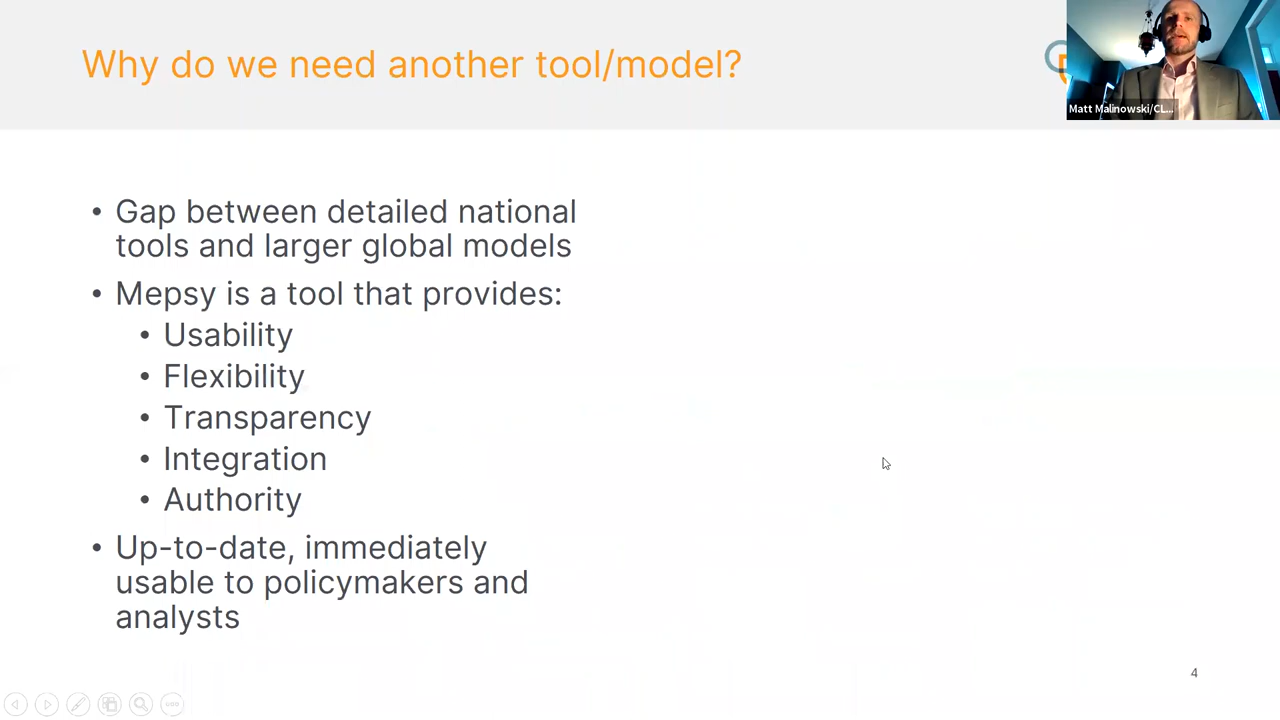 Why do we need another tool/model?
Matt Malinowski/CL...
• Gap between detailed national
tools and larger global models
• Mepsy is a tool that provides:
• Usability
• Flexibility
• Transparency
• Integration
• Authority
• Up-to-date, immediately
usable to policymakers and
analysts
4